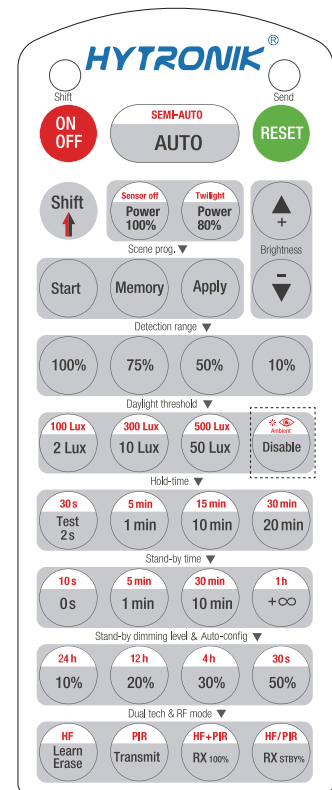 HYTRONIK®
Shift Send
ON
OFF
SEMI-AUTO
AUTO
RESET
Shift
Sensor off Twilight
Power
100%
Power
80%
+
Scene prog. ▼ Brightness
Start Memory Apply
−
Detection range ▼
100% 75% 50% 10%
Daylight threshold ▼
100 Lux 300 Lux 500 Lux Ambient
2 Lux 10 Lux 50 Lux Disable
Hold-time ▼
30 s 5 min 15 min 30 min
Test
2 s
1 min 10 min 20 min
Stand-by time ▼
10 s 5 min 30 min 1 h
0 s 1 min 10 min +∞
Stand-by dimming level & Auto-config ▼
24 h 12 h 4 h 30 s
10% 20% 30% 50%
Dual tech & RF mode ▼
HF PIR HF+PIR HF/PIR
Learn
Erase
Transmit RX 100% RX STBY%